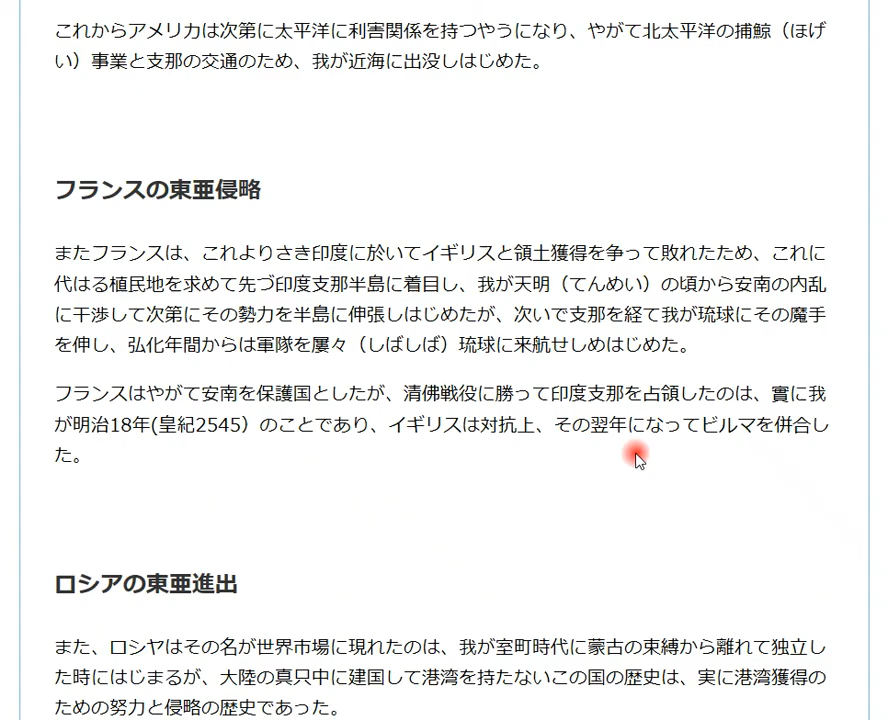 これからアメリカは次第に太平洋に利害関係を持つやうになり、やがて北太平洋の捕鯨（ほげ
い）事業と支那の交通のため、我が近海に出没しはじめた。
フランスの東亜侵略
またフランスは、これよりさき印度に於いてイギリスと領土獲得を争って敗れたため、これに
代はる植民地を求めて先づ印度支那半島に着目し、我が天明（てんめい）の頃から安南の内乱
に干渉して次第にその勢力を半島に伸張しはじめたが、次いで支那を経て我が琉球にその魔手
を伸し、弘化年間からは軍隊を屢々（しばしば）琉球に来航せしめはじめた。
フランスはやがて安南を保護国としたが、清佛戦役に勝って印度支那を占領したのは、實に我
が明治18年(皇紀2545）のことであり、イギリスは対抗上、その翌年になってビルマを併合し
た。
ロシアの東亜進出
また、ロシヤはその名が世界市場に現れたのは、我が室町時代に蒙古の束縛から離れて独立し
た時にはじまるが、大陸の真只中に建国して港湾を持たないこの国の歴史は、実に港湾獲得の
ための努力と侵略の歴史であった。